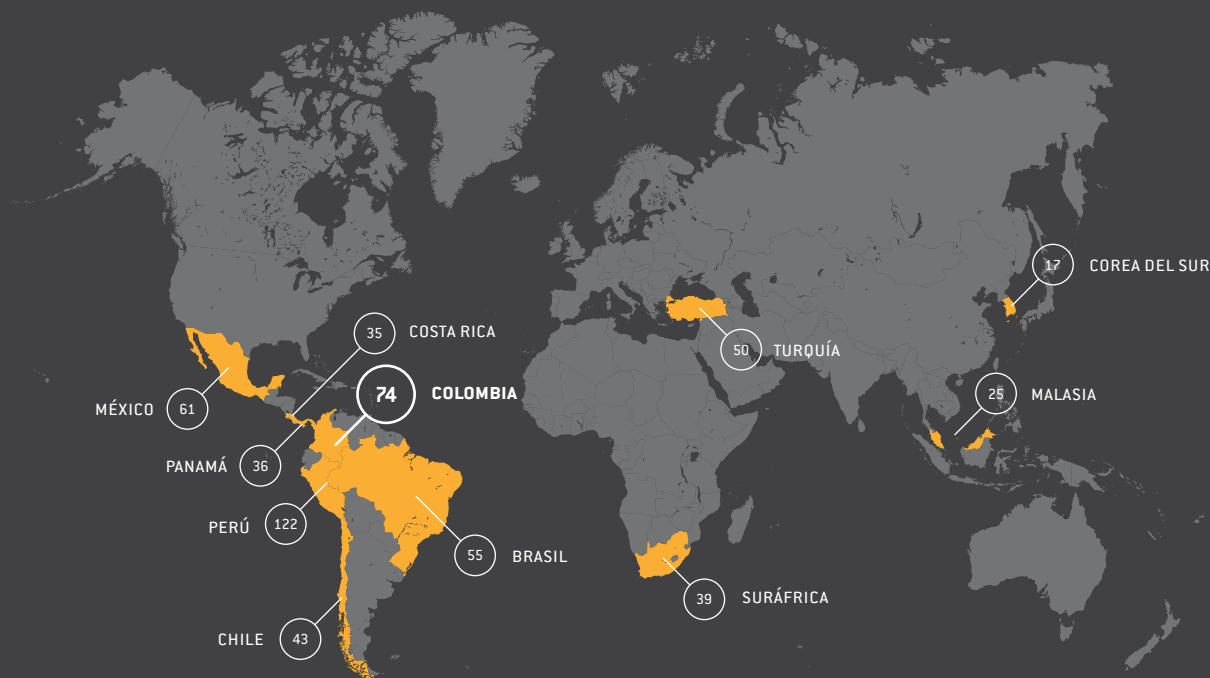 17 COREA DEL SUR
35 COSTA RICA
50 TURQUÍA
74 COLOMBIA
25 MALASIA
MÉXICO 61
PANAMÁ 36
PERÚ 122
55 BRASIL
39 SURÁFRICA
CHILE 43